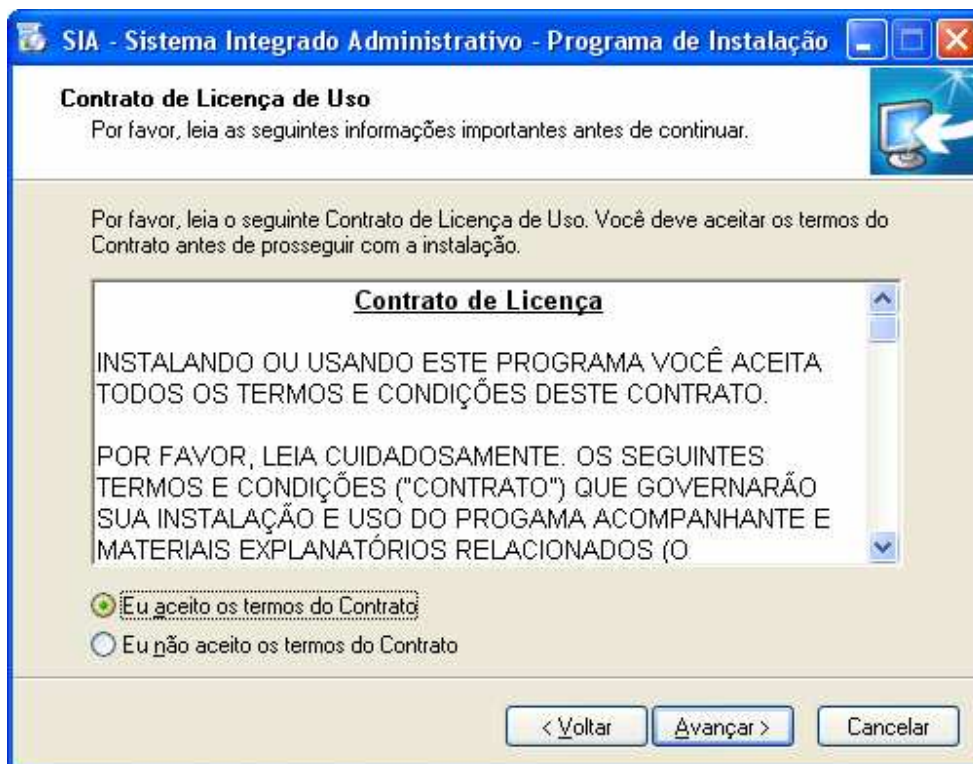 SIA - Sistema Integrado Administrativo - Programa de Instalação
Contrato de Licença de Uso
Por favor, leia as seguintes informações importantes antes de continuar.
Por favor, leia o seguinte Contrato de Licença de Uso. Você deve aceitar os termos do
Contrato antes de prosseguir com a instalação.
Contrato de Licença
INSTALANDO OU USANDO ESTE PROGRAMA VOCÊ ACEITA
TODOS OS TERMOS E CONDIÇÕES DESTE CONTRATO.
POR FAVOR, LEIA CUIDADOSAMENTE. OS SEGUINTES
TERMOS E CONDIÇÕES ("CONTRATO") QUE GOVERNARÃO
SUA INSTALAÇÃO E USO DO PROGAMA ACOMPANHANTE E
MATERIAIS EXPLANATÓRIOS RELACIONADOS (O
Eu aceito os termos do Contrato
Eu não aceito os termos do Contrato
< Voltar Avançar > Cancelar